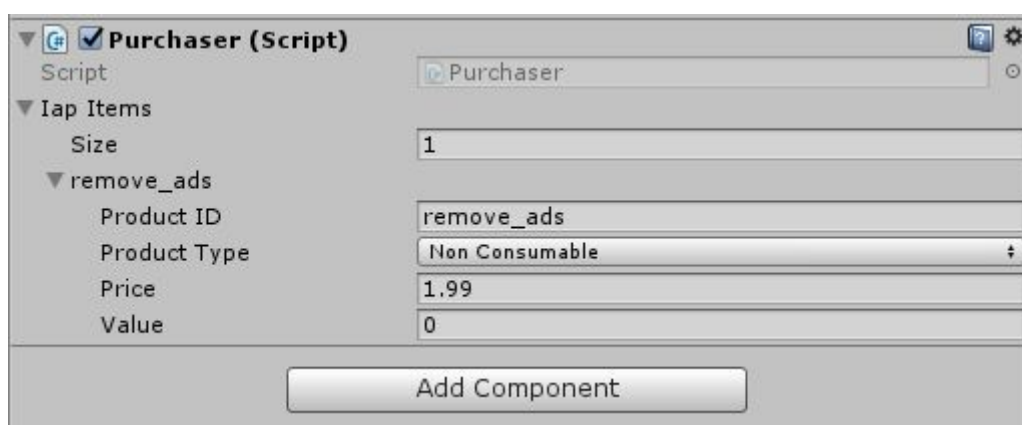 Purchaser (Script)
Script Purchaser
Iap Items
Size 1
remove_ads
Product ID remove_ads
Product Type Non Consumable
Price 1.99
Value 0
Add Component